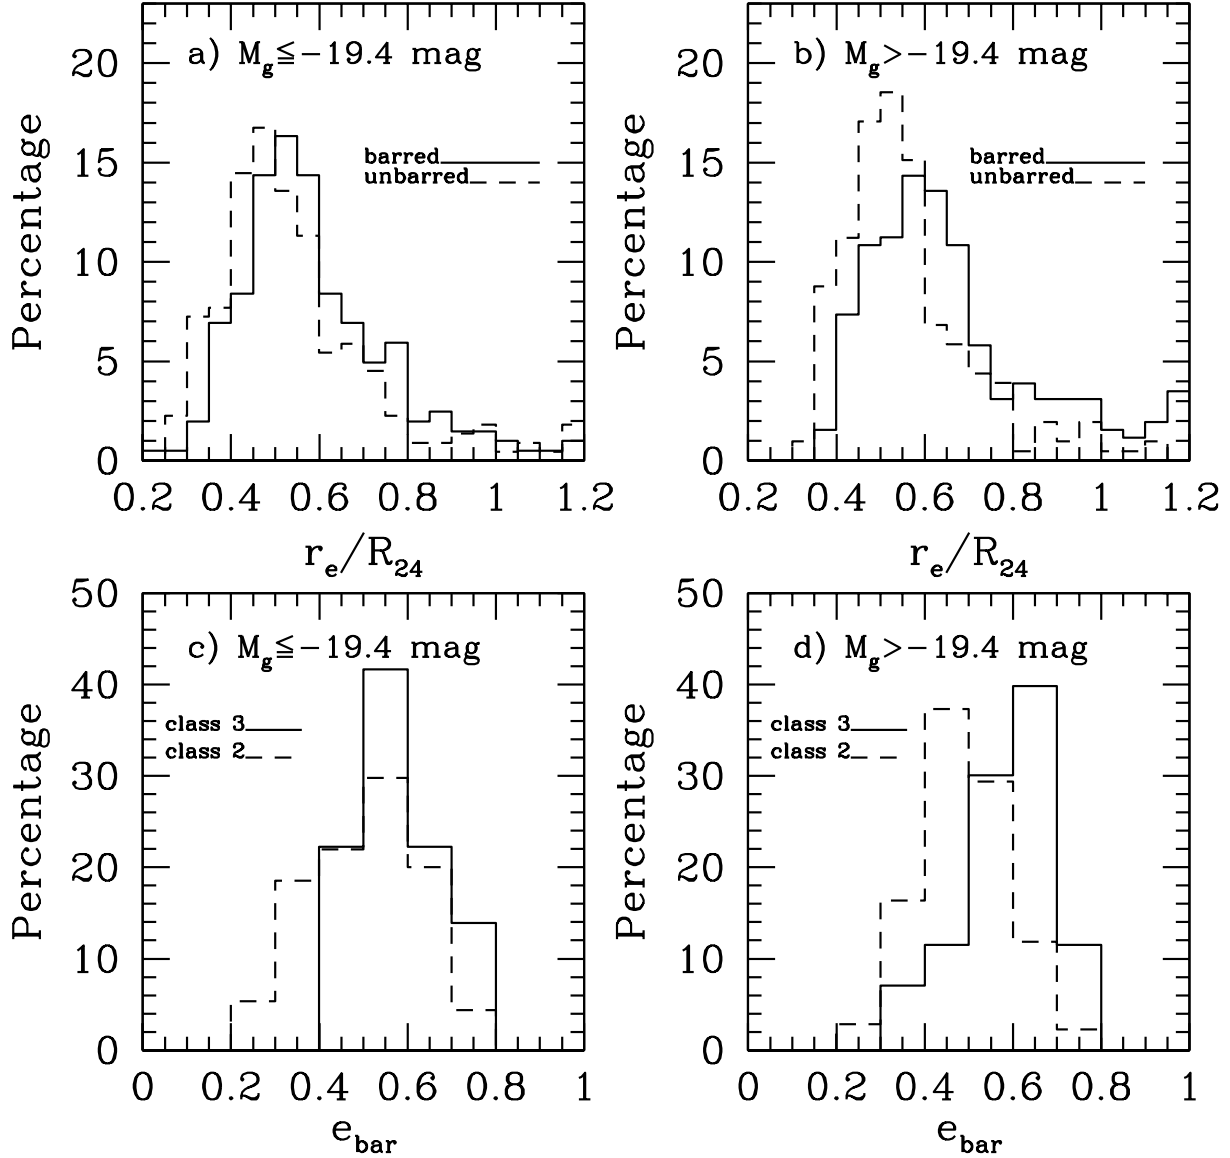 a) M_g≦−19.4 mag
barred
unbarred
Percentage
20
15
10
5
0
0.2 0.4 0.6 0.8 1 1.2
r_e/R_24
b) M_g>−19.4 mag
barred
unbarred
Percentage
20
15
10
5
0
0.2 0.4 0.6 0.8 1 1.2
r_e/R_24
c) M_g≦−19.4 mag
class 3
class 2
Percentage
50
40
30
20
10
0
0 0.2 0.4 0.6 0.8 1
e_bar
d) M_g>−19.4 mag
class 3
class 2
Percentage
50
40
30
20
10
0
0 0.2 0.4 0.6 0.8 1
e_bar